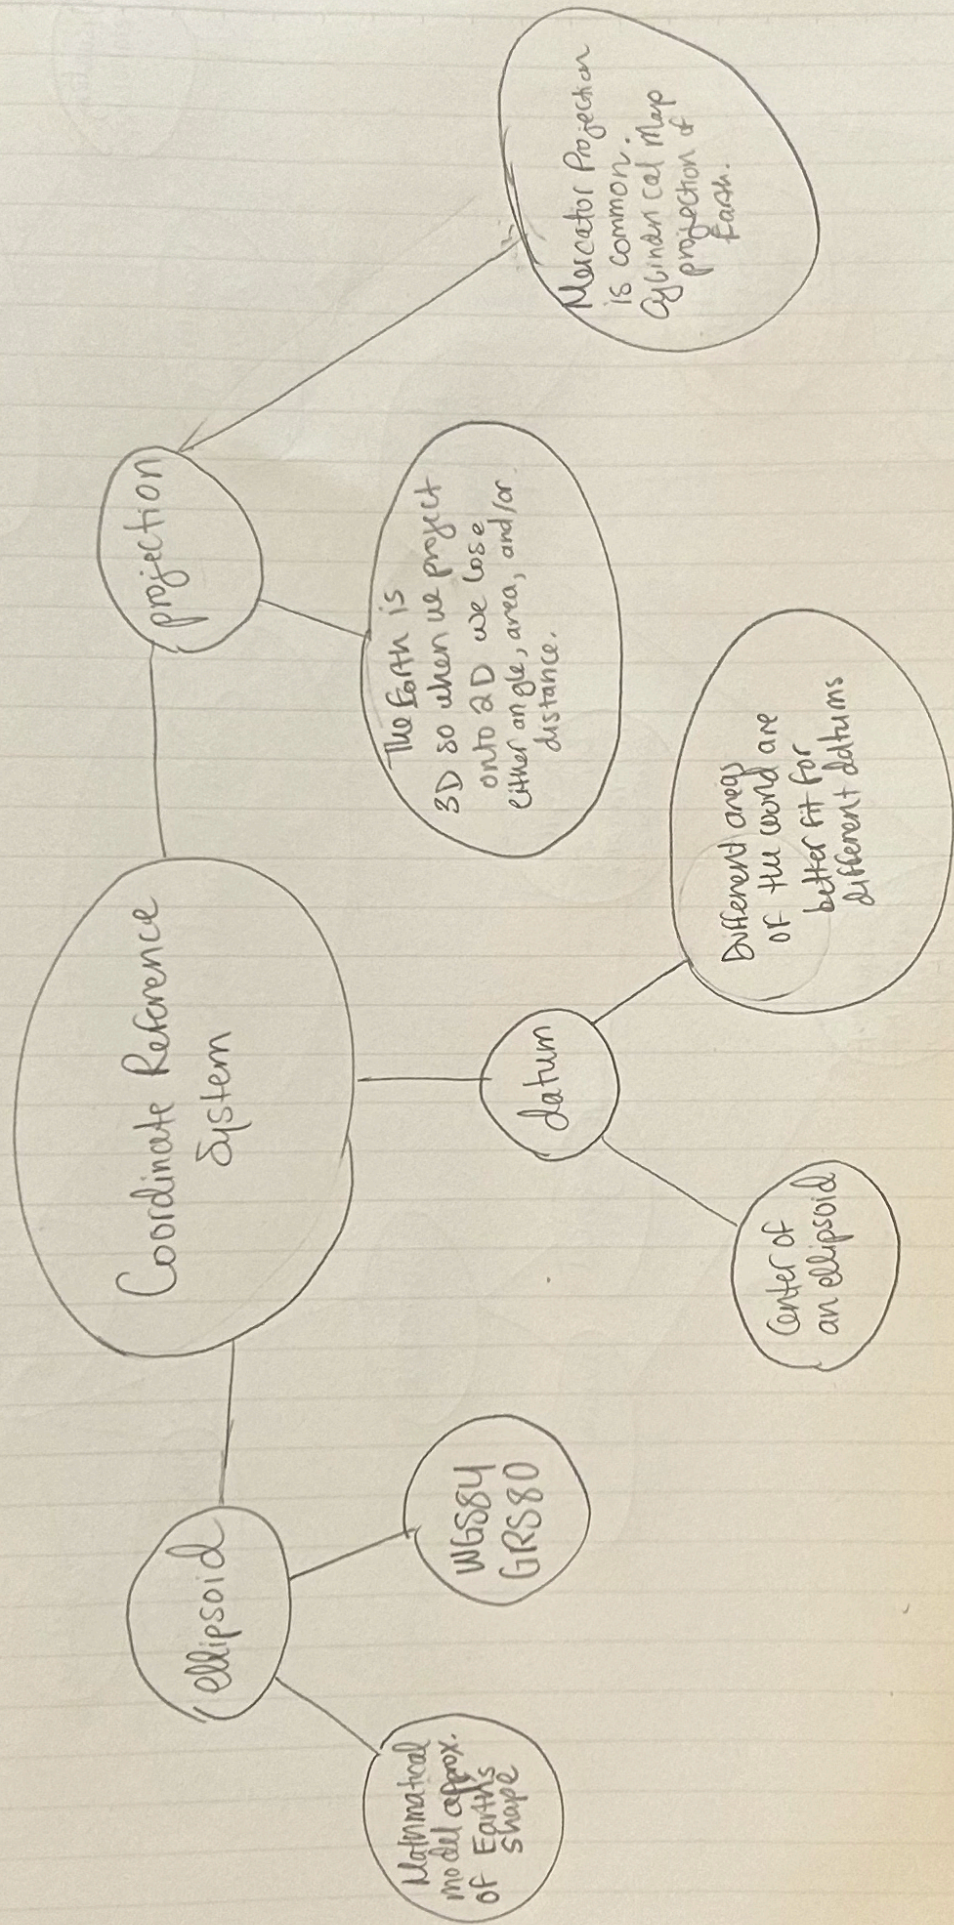 Coordinate Reference
System
ellipsoid
Mathmatical
model approx.
of Earth's
shape
WGS84
GRS80
datum
Center of
an ellipsoid
Different areas
of the world are
better fit for
different datums
projection
The Earth is
3D so when we project
onto 2D we lose
either angle, area, and/or
distance.
Mercator Projection
is common.
Cylindrical Map
projection of
Earth.